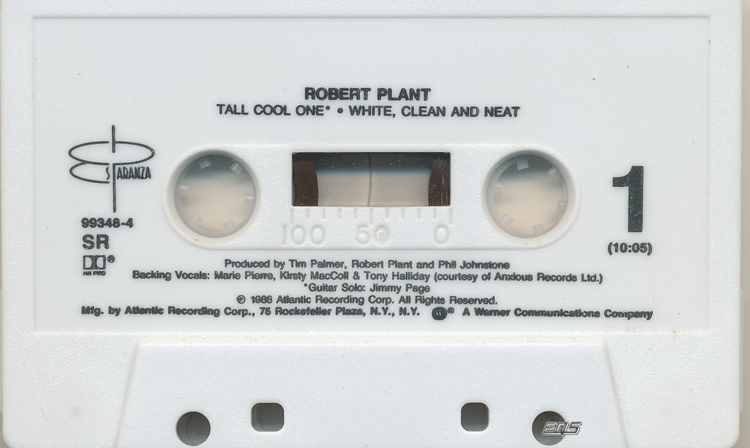 ROBERT PLANT
TALL COOL ONE* • WHITE, CLEAN AND NEAT
ES PARANZA
99348-4
SR
HX PRO
1
(10:05)
100 50 0
Produced by Tim Palmer, Robert Plant and Phil Johnstone
Backing Vocals: Marie Pierre, Kirsty MacColl & Tony Halliday (courtesy of Anxious Records Ltd.)
*Guitar Solo: Jimmy Page
℗ 1988 Atlantic Recording Corp. All Rights Reserved.
Mfg. by Atlantic Recording Corp., 75 Rockefeller Plaza, N.Y., N.Y. ® A Warner Communications Company